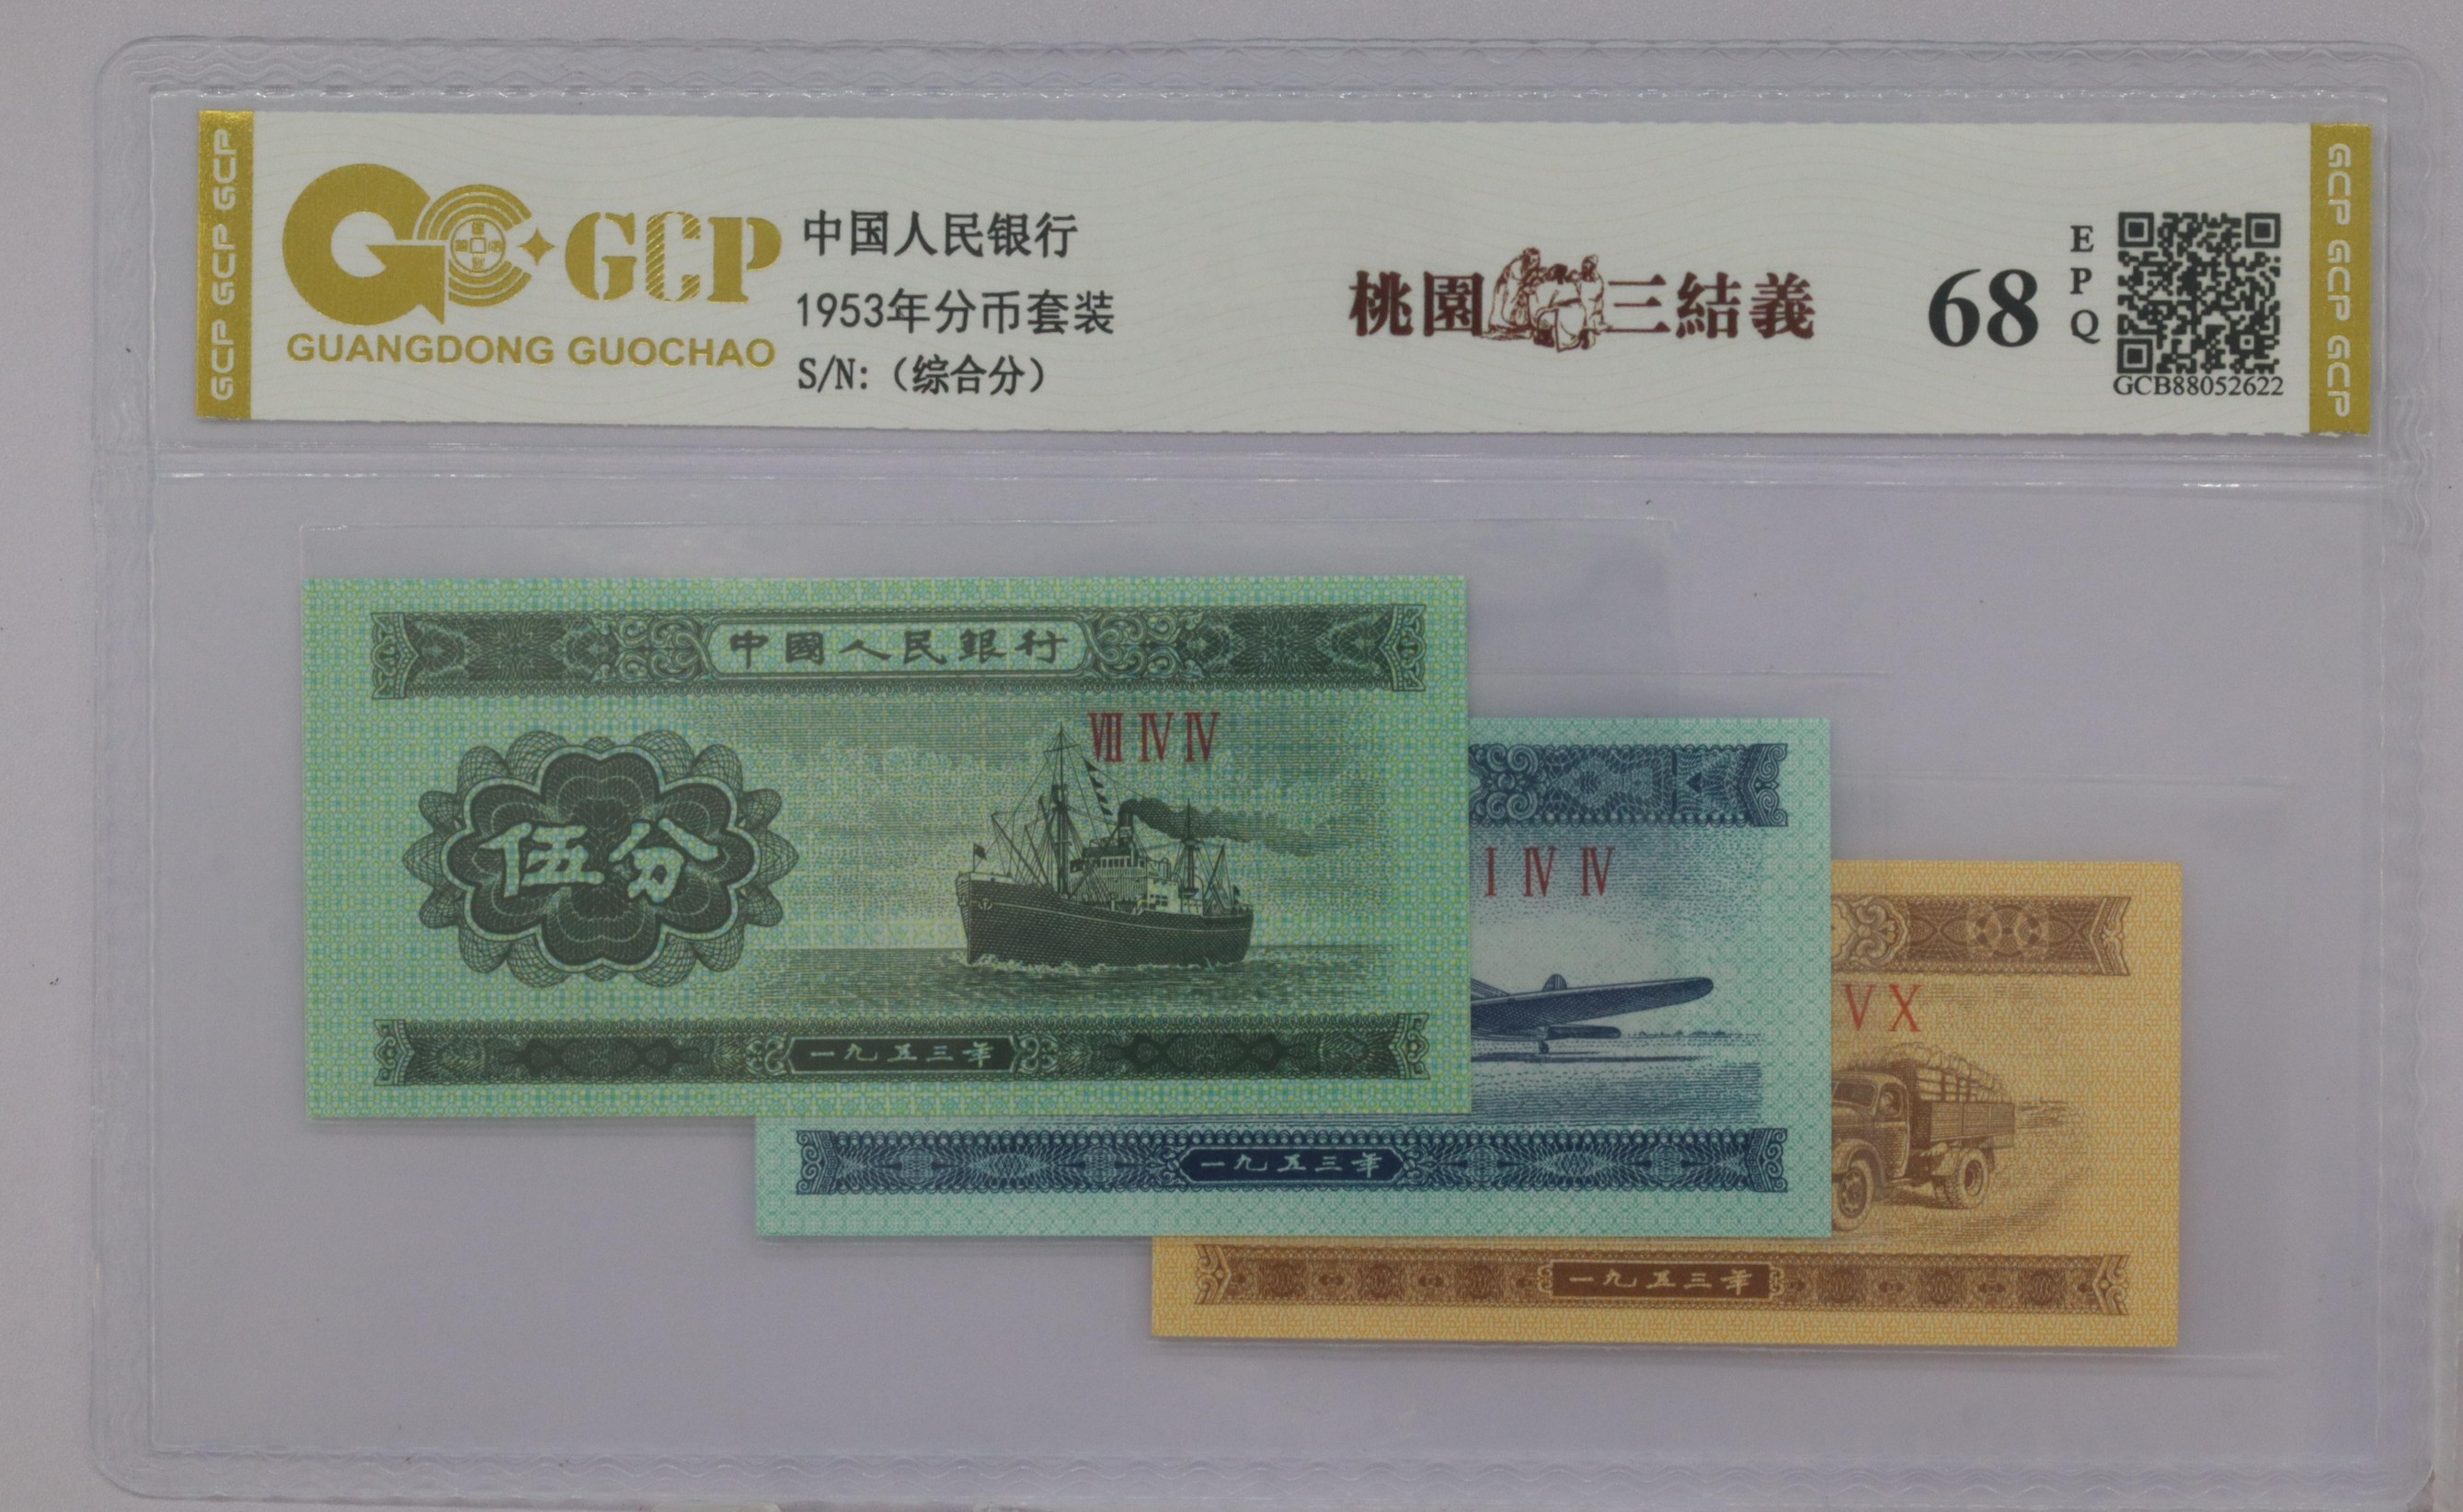 GCP GCP GCP
GCP
GUANGDONG GUOCHAO
中国人民银行
1953年分币套装
S/N:（综合分）
桃園三結義
68
EPQ
GCB88052622
GCP GCP GCP
中國人民銀行
VIII IV IV
伍分
一九五三年
I IV IV
一九五三年
V X
一九五三年